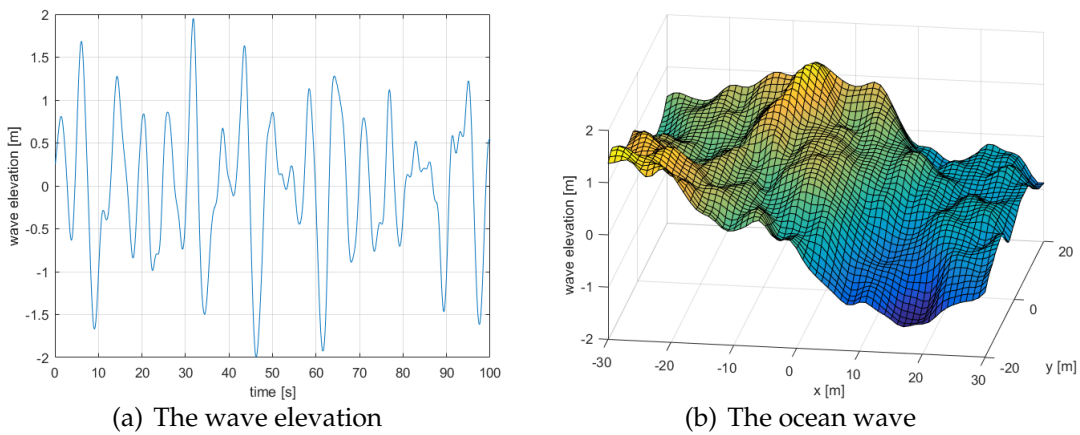 2
1.5
1
0.5
0
-0.5
-1
-1.5
-2
wave elevation [m]
0 10 20 30 40 50 60 70 80 90 100
time [s]
(a) The wave elevation
2
1
0
-1
-2
wave elevation [m]
-30 -20 -10 0 10 20 30
x [m]
20
0
-20
y [m]
(b) The ocean wave